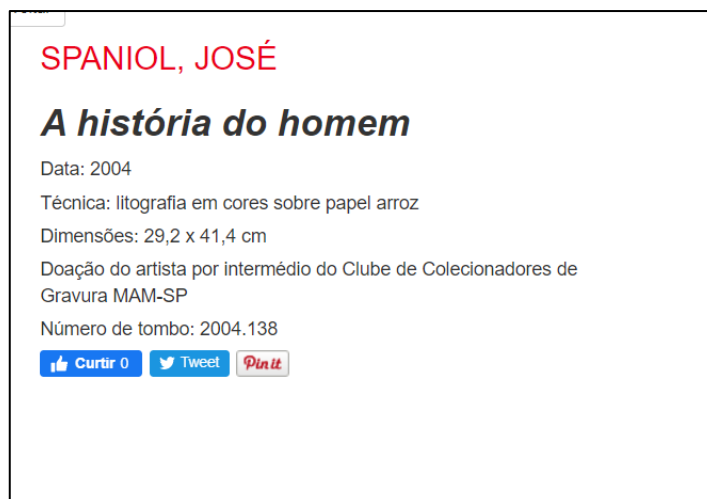 SPANIOL, JOSÉ
A história do homem
Data: 2004
Técnica: litografia em cores sobre papel arroz
Dimensões: 29,2 x 41,4 cm
Doação do artista por intermédio do Clube de Colecionadores de
Gravura MAM-SP
Número de tombo: 2004.138
Curtir 0 Tweet Pin it